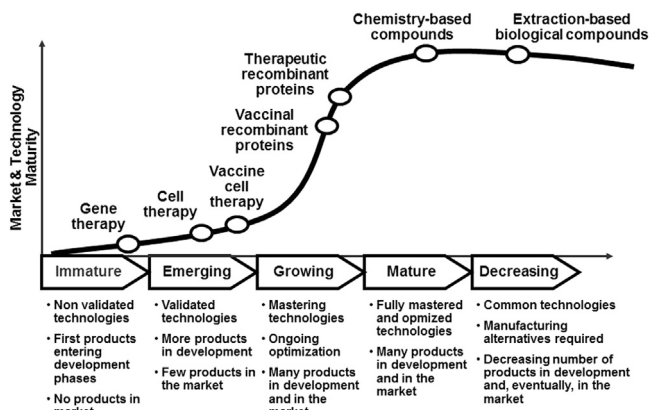 Chemistry-based
compounds
Extraction-based
biological compounds
Therapeutic
recombinant
proteins
Vaccinal
recombinant
proteins
Vaccine
cell
therapy
Cell
therapy
Gene
therapy
Market & Technology
Maturity
Immature
Emerging
Growing
Mature
Decreasing
• Non validated
technologies
• First products
entering
development
phases
• No products in
• Validated
technologies
• More products
in development
• Few products in
the market
• Mastering
technologies
• Ongoing
optimization
• Many products
in development
and in the
• Fully mastered
and opmized
technologies
• Many products
in development
and in the
market
• Common technologies
• Manufacturing
alternatives required
• Decreasing number of
products in development
and, eventually, in the
market